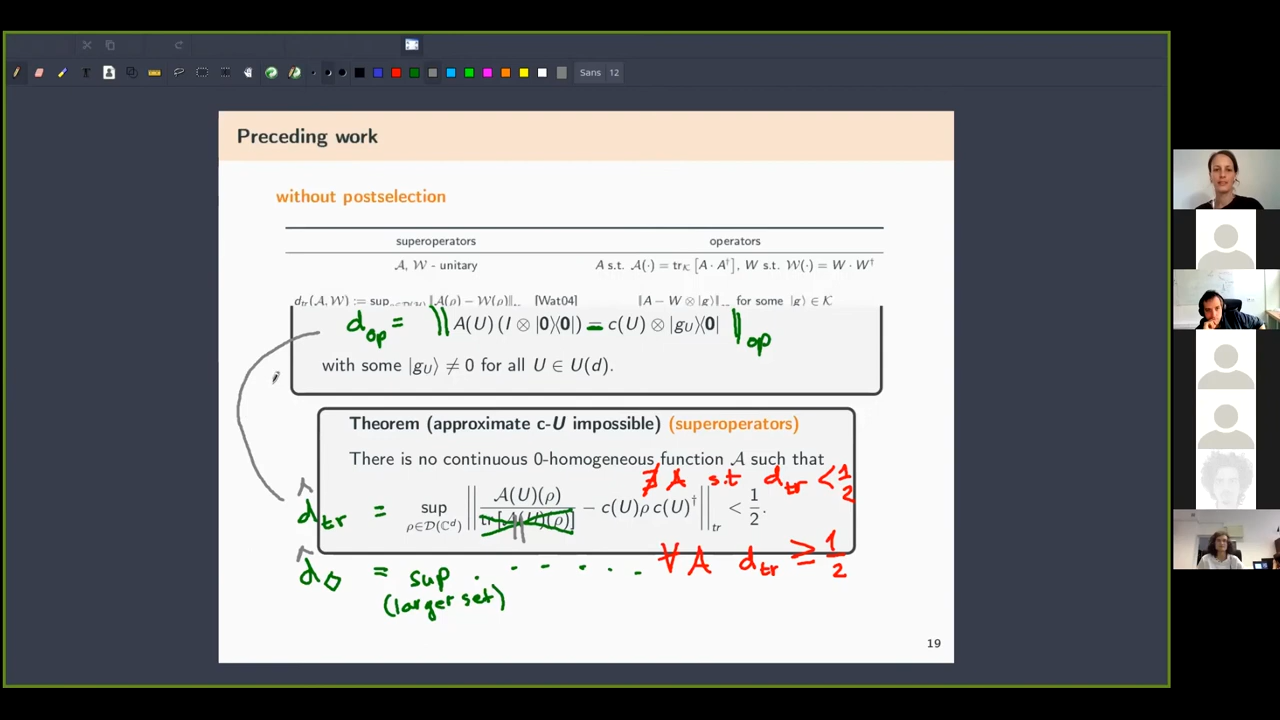 Sans 12
Preceding work
without postselection
superoperators operators
𝒜, 𝒲 - unitary A s.t. 𝒜(·) = tr_𝒦 [A · A†], W s.t. 𝒲(·) = W · W†
[Wat04] ‖A − W ⊗ |g⟩‖ for some |g⟩ ∈ 𝒦
d_op = ‖ A(U) (I ⊗ |0⟩⟨0|) − c(U) ⊗ |g_U⟩⟨0| ‖_op
with some |g_U⟩ ≠ 0 for all U ∈ U(d).
Theorem (approximate c-U impossible) (superoperators)
There is no continuous 0-homogeneous function 𝒜 such that
∄ A s.t d_tr < 1/2
d_tr = sup_{ρ∈𝒟(ℂ^d)} ‖ 𝒜(U)(ρ) / tr[𝒜(U)(ρ)] − c(U)ρ c(U)† ‖_tr < 1/2.
∀ A d_tr ≥ 1/2
d_◇ = sup . . . . . .
(larger set)
19